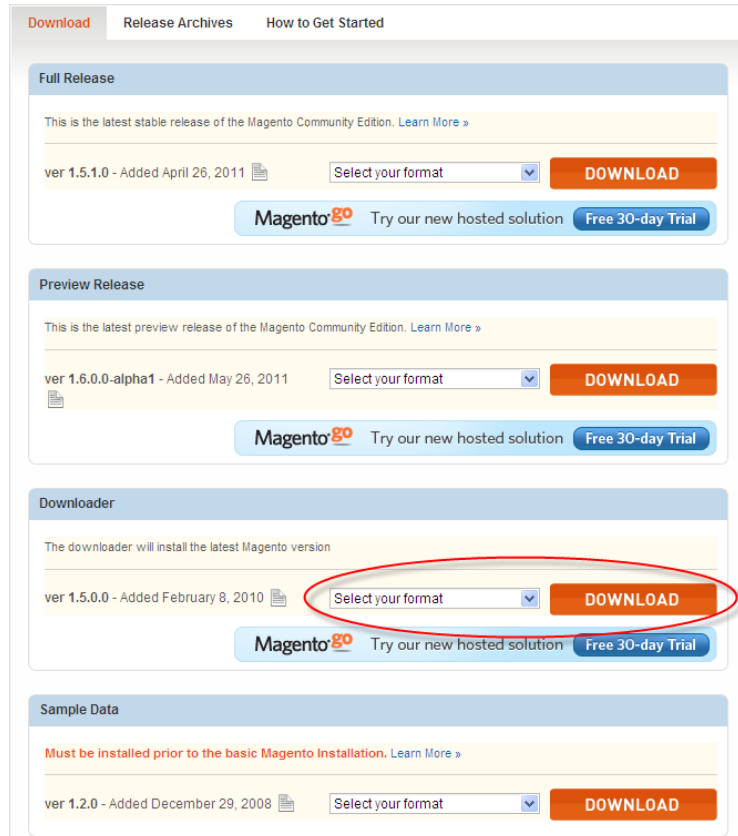 Download Release Archives How to Get Started
Full Release
This is the latest stable release of the Magento Community Edition. Learn More »
ver 1.5.1.0 - Added April 26, 2011 Select your format DOWNLOAD
Magento go Try our new hosted solution Free 30-day Trial
Preview Release
This is the latest preview release of the Magento Community Edition. Learn More »
ver 1.6.0.0-alpha1 - Added May 26, 2011 Select your format DOWNLOAD
Magento go Try our new hosted solution Free 30-day Trial
Downloader
The downloader will install the latest Magento version
ver 1.5.0.0 - Added February 8, 2010 Select your format DOWNLOAD
Magento go Try our new hosted solution Free 30-day Trial
Sample Data
Must be installed prior to the basic Magento Installation. Learn More »
ver 1.2.0 - Added December 29, 2008 Select your format DOWNLOAD